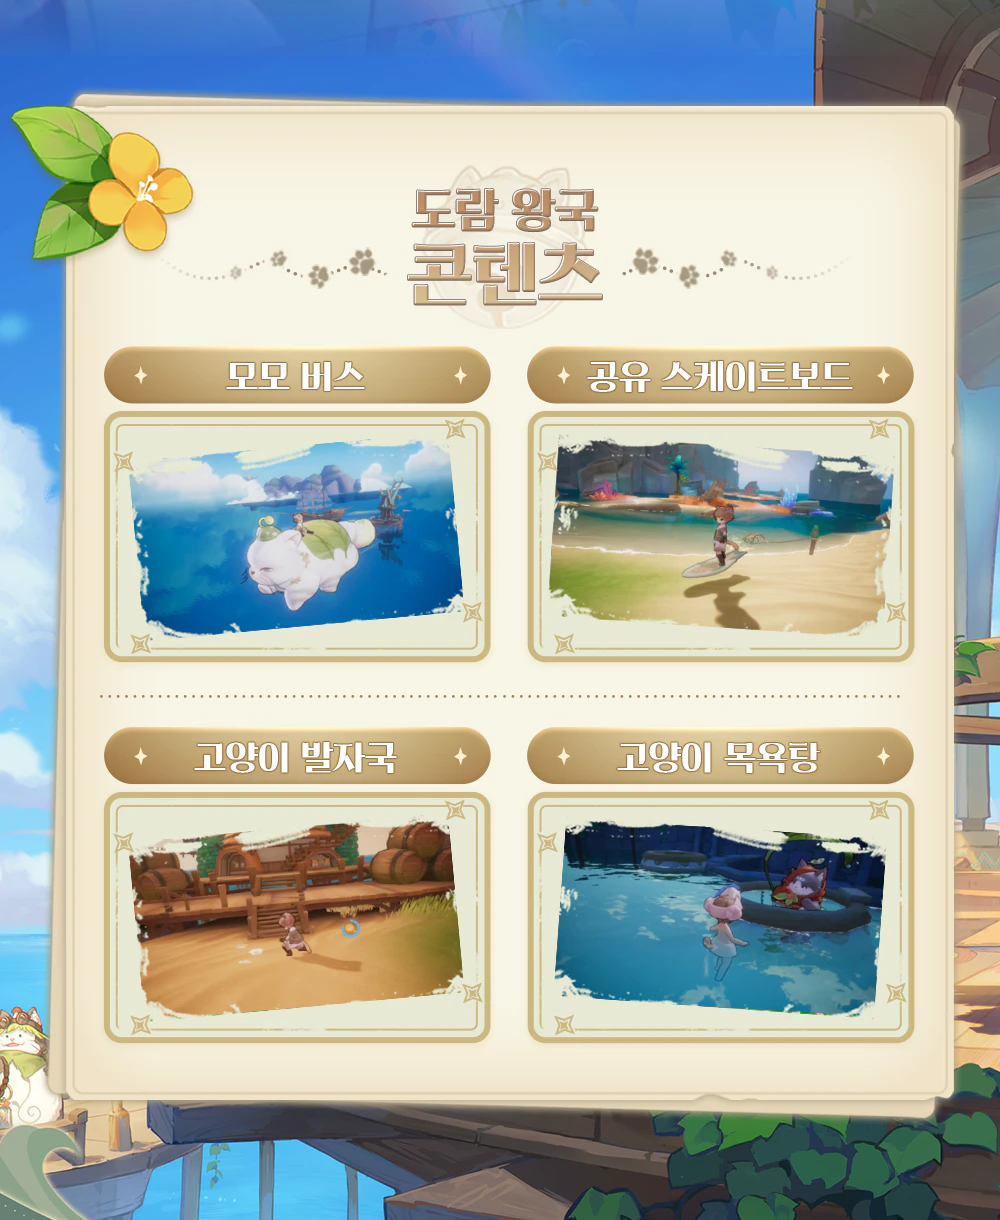 도람 왕국
콘텐츠
모모 버스
공유 스케이트보드
고양이 발자국
고양이 목욕탕